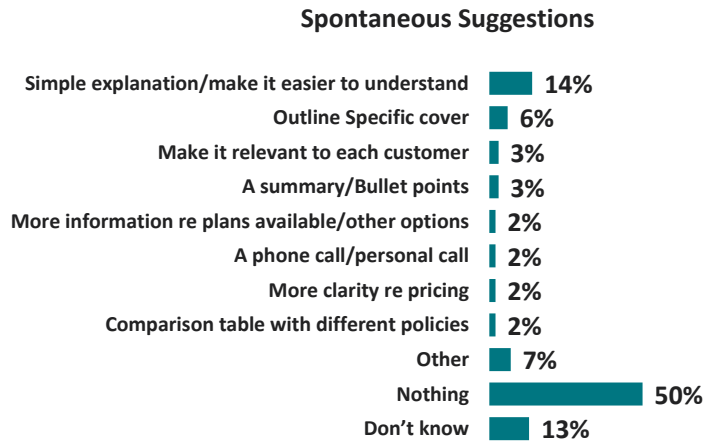 Spontaneous Suggestions
Simple explanation/make it easier to understand 14%
Outline Specific cover 6%
Make it relevant to each customer 3%
A summary/Bullet points 3%
More information re plans available/other options 2%
A phone call/personal call 2%
More clarity re pricing 2%
Comparison table with different policies 2%
Other 7%
Nothing 50%
Don’t know 13%